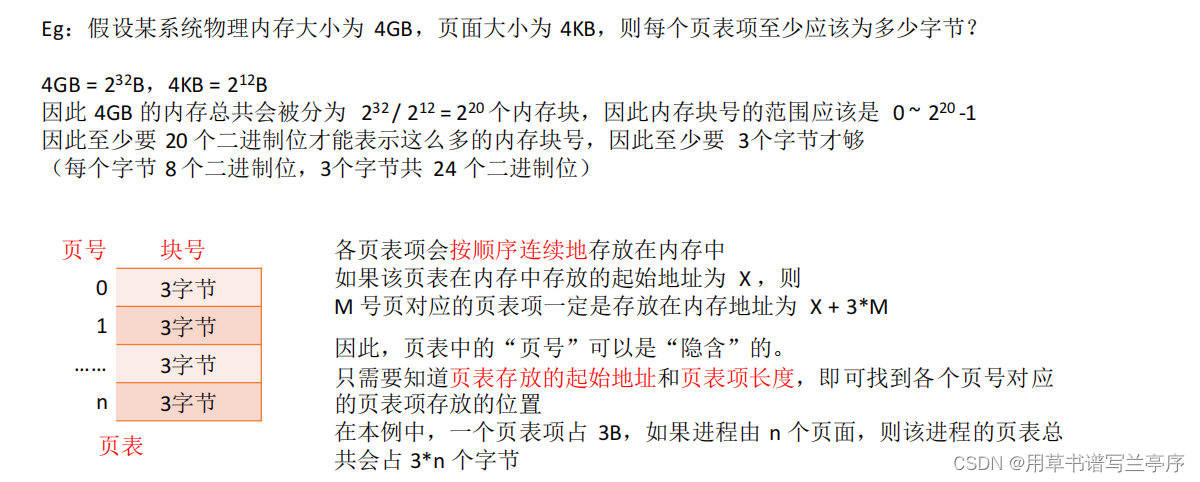 Eg：假设某系统物理内存大小为 4GB，页面大小为 4KB，则每个页表项至少应该为多少字节？
4GB = 2³²B，4KB = 2¹²B
因此 4GB 的内存总共会被分为 2³² / 2¹² = 2²⁰ 个内存块，因此内存块号的范围应该是 0 ~ 2²⁰ -1
因此至少要 20 个二进制位才能表示这么多的内存块号，因此至少要 3个字节才够
（每个字节 8 个二进制位，3个字节共 24 个二进制位）
页号 块号
0 3字节
1 3字节
…… 3字节
n 3字节
页表
各页表项会按顺序连续地存放在内存中
如果该页表在内存中存放的起始地址为 X ，则
M 号页对应的页表项一定是存放在内存地址为 X + 3*M
因此，页表中的“页号”可以是“隐含”的。
只需要知道页表存放的起始地址和页表项长度，即可找到各个页号对应
的页表项存放的位置
在本例中，一个页表项占 3B，如果进程由 n 个页面，则该进程的页表总
共会占 3*n 个字节
CSDN @用草书谱写兰亭序